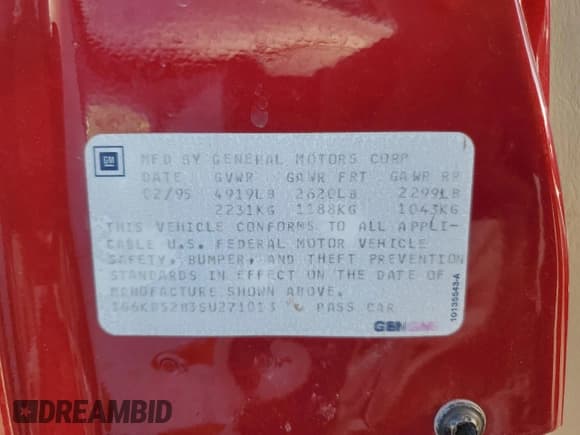 GM
MFD BY GENERAL MOTORS CORP
DATE GVWR GAWR FRT GAWR RR
02/95 4919LB 2620LB 2299LB
2231KG 1188KG 1043KG
THIS VEHICLE CONFORMS TO ALL APPLI-
CABLE U.S. FEDERAL MOTOR VEHICLE
SAFETY, BUMPER, AND THEFT PREVENTION
STANDARDS IN EFFECT ON THE DATE OF
MANUFACTURE SHOWN ABOVE.
PASS CAR
GENGM
10135543-A
DREAMBID